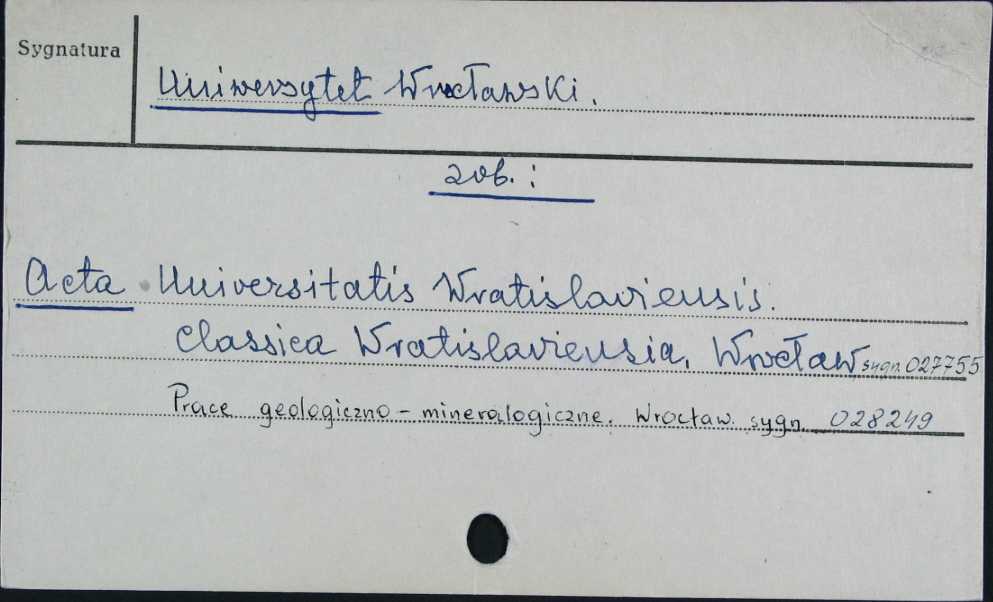 Sygnatura
Uniwersytet Wrocławski.
zob. :
Acta Universitatis Wratislaviensis.
Classica Wratislaviensia, Wrocław sygn. 027755
Prace geologiczno - mineralogiczne. Wrocław. sygn. 028249